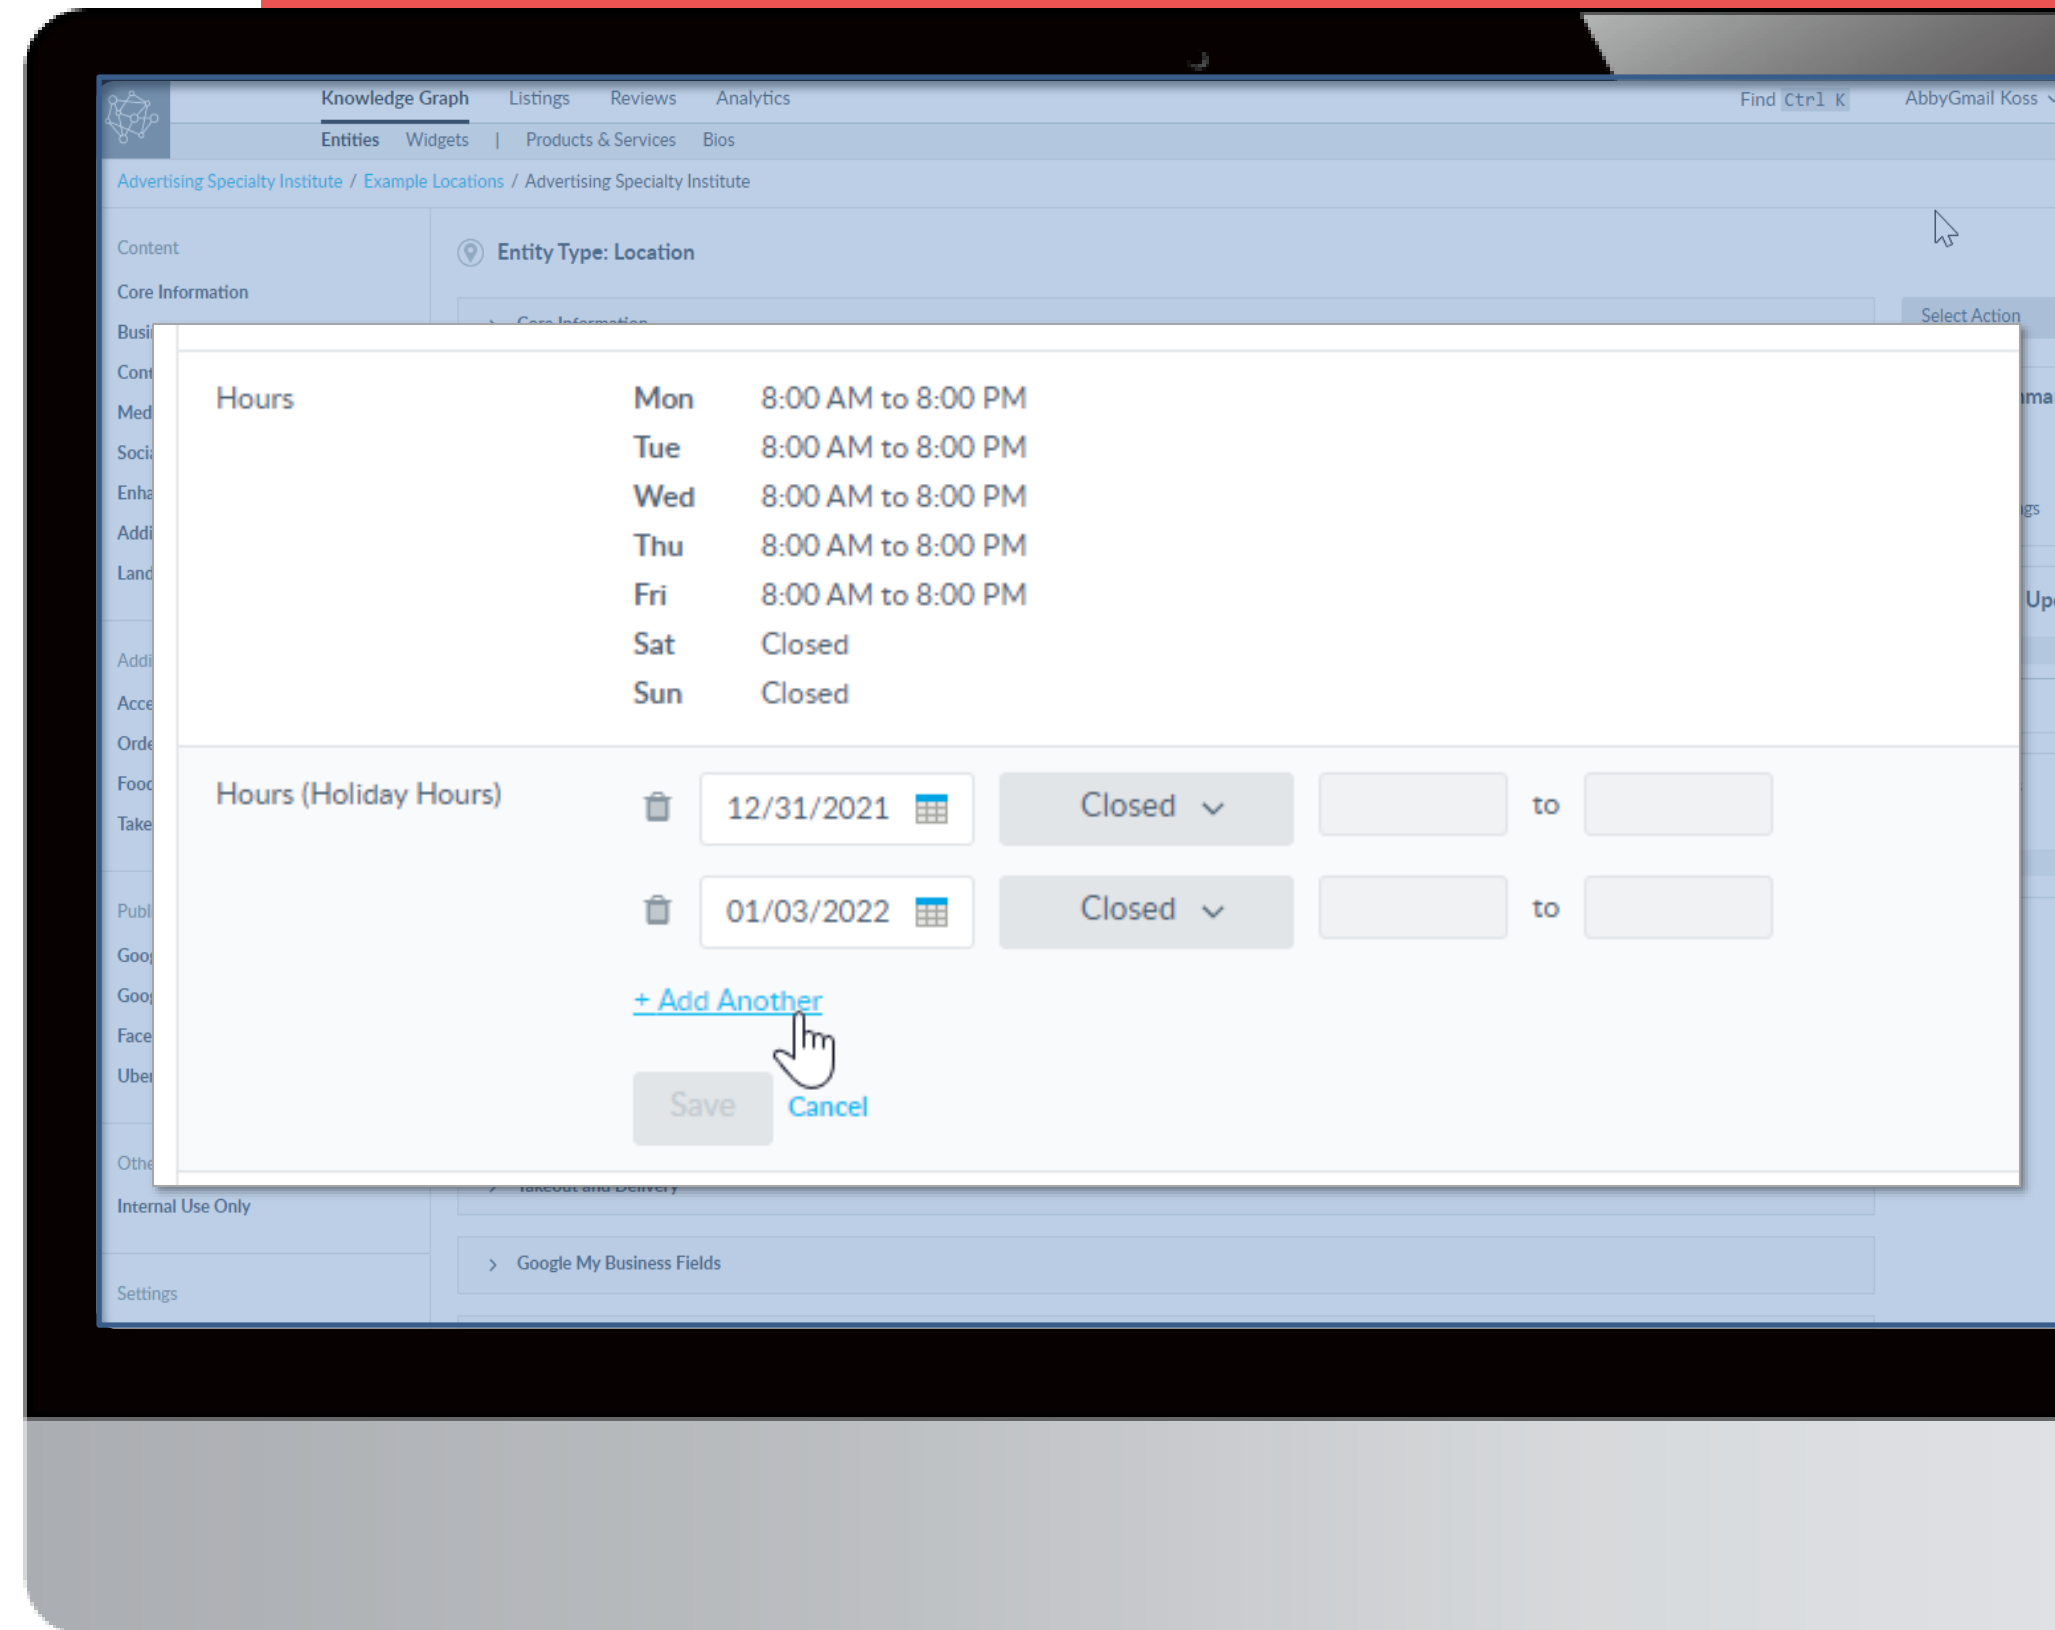 Knowledge Graph Listings Reviews Analytics Find Ctrl K AbbyGmail Koss
Entities Widgets | Products & Services Bios
Advertising Specialty Institute / Example Locations / Advertising Specialty Institute
Content
Entity Type: Location
Core Information
Core Information
Select Action
Hours
Mon 8:00 AM to 8:00 PM
Tue 8:00 AM to 8:00 PM
Wed 8:00 AM to 8:00 PM
Thu 8:00 AM to 8:00 PM
Fri 8:00 AM to 8:00 PM
Sat Closed
Sun Closed
Hours (Holiday Hours)
12/31/2021 Closed to
01/03/2022 Closed to
+ Add Another
Save Cancel
Takeout and Delivery
Internal Use Only
Google My Business Fields
Settings